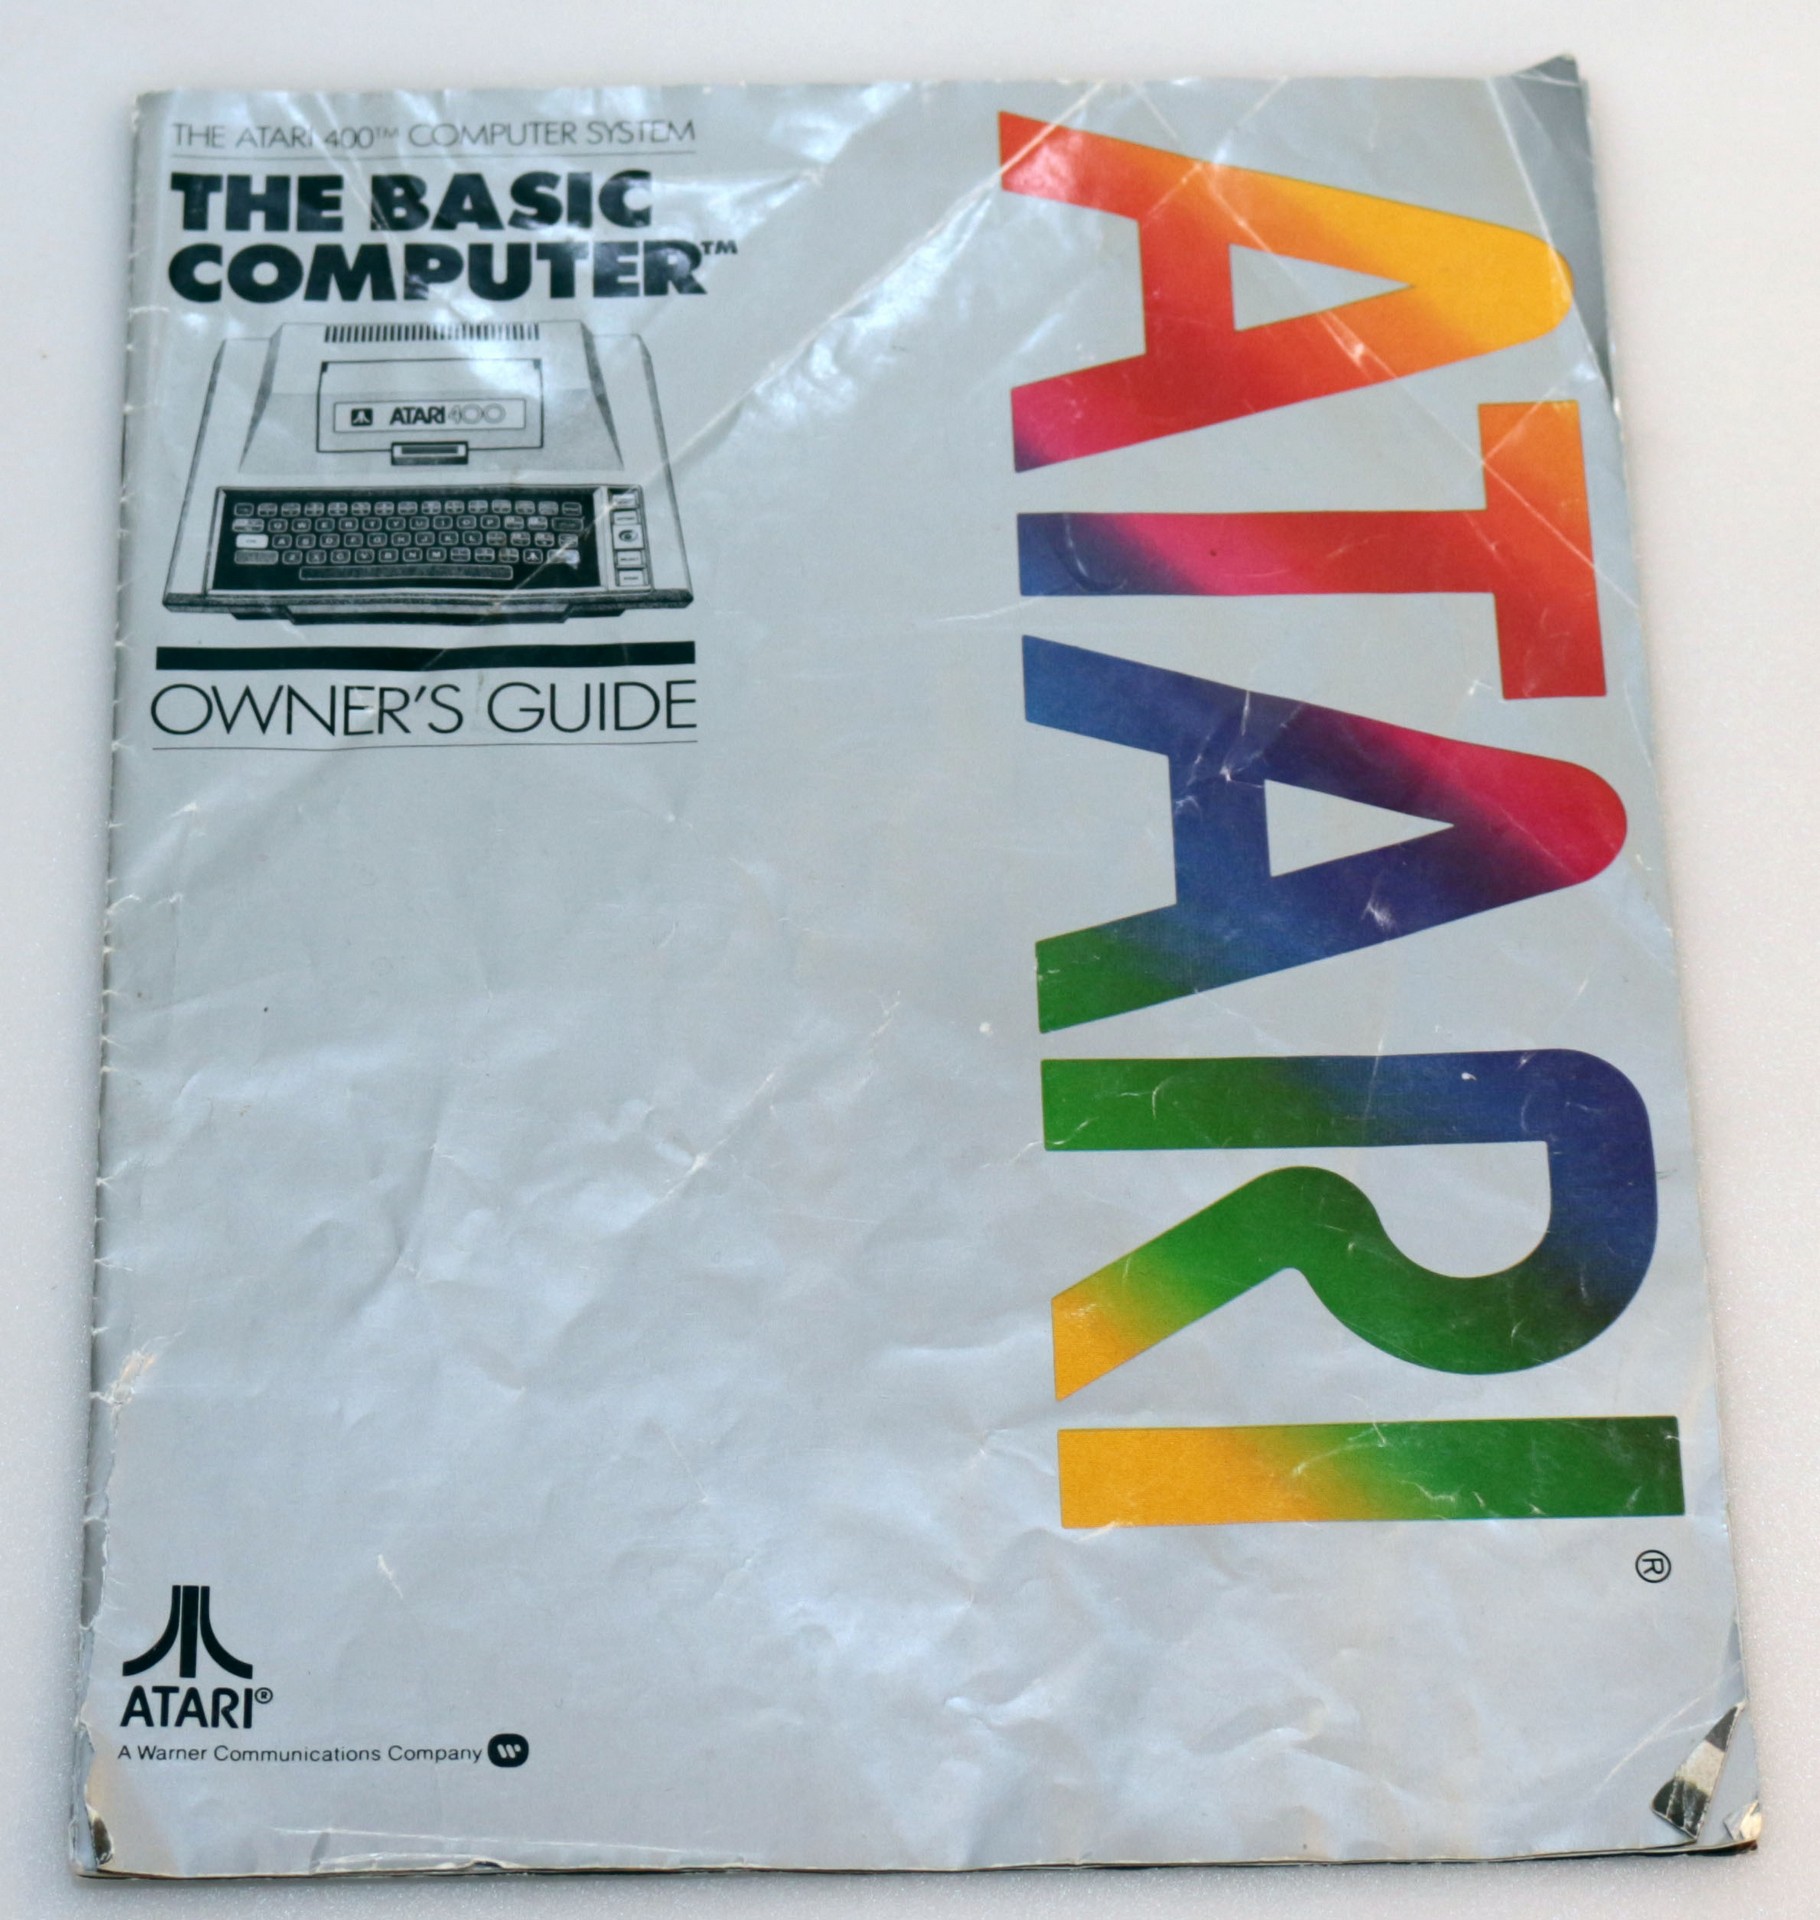 THE ATARI 400™ COMPUTER SYSTEM
THE BASIC
COMPUTER™
ATARI 400
OWNER'S GUIDE
ATARI®
ATARI®
A Warner Communications Company